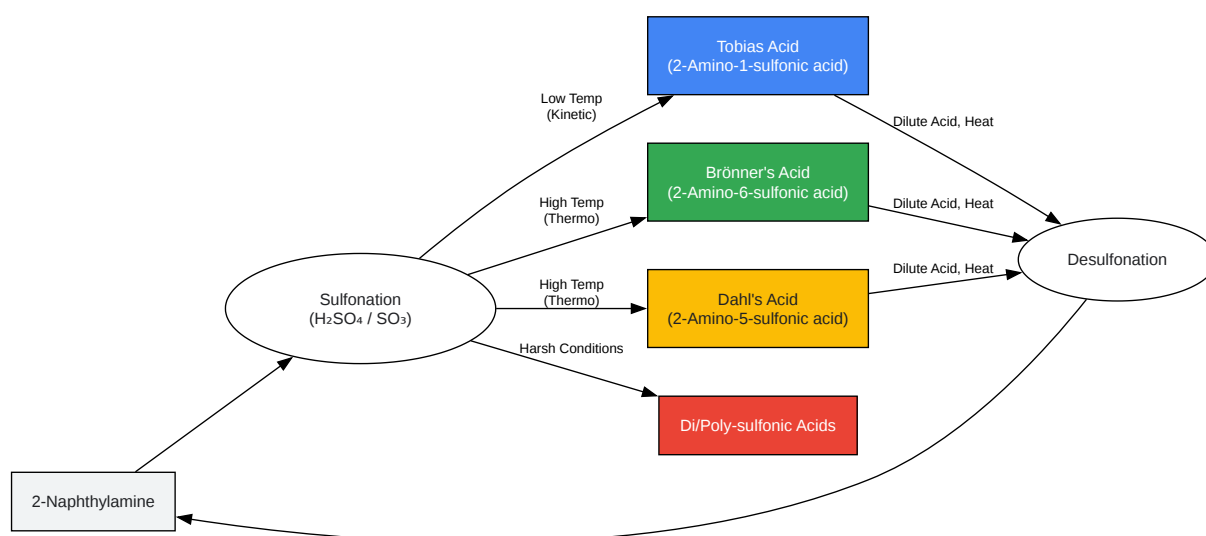 Tobias Acid
(2-Amino-1-sulfonic acid)
Low Temp
(Kinetic)
Dilute Acid, Heat
Brönner's Acid
(2-Amino-6-sulfonic acid)
High Temp
(Thermo)
Dilute Acid, Heat
Desulfonation
Sulfonation
(H₂SO₄ / SO₃)
High Temp
(Thermo)
Dahl's Acid
(2-Amino-5-sulfonic acid)
Dilute Acid, Heat
Harsh Conditions
Di/Poly-sulfonic Acids
2-Naphthylamine